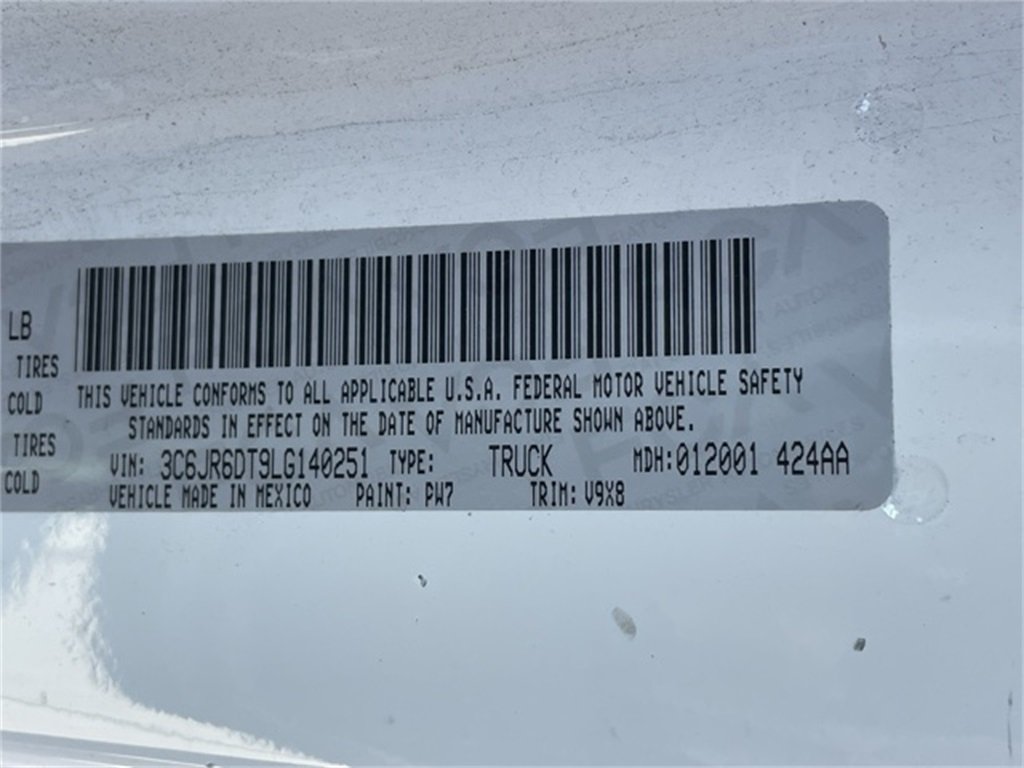 LB
TIRES
COLD
TIRES
COLD
THIS VEHICLE CONFORMS TO ALL APPLICABLE U.S.A. FEDERAL MOTOR VEHICLE SAFETY
STANDARDS IN EFFECT ON THE DATE OF MANUFACTURE SHOWN ABOVE.
VIN: 3C6JR6DT9LG140251 TYPE: TRUCK MDH:012001 424AA
VEHICLE MADE IN MEXICO PAINT: PW7 TRIM: V9X8